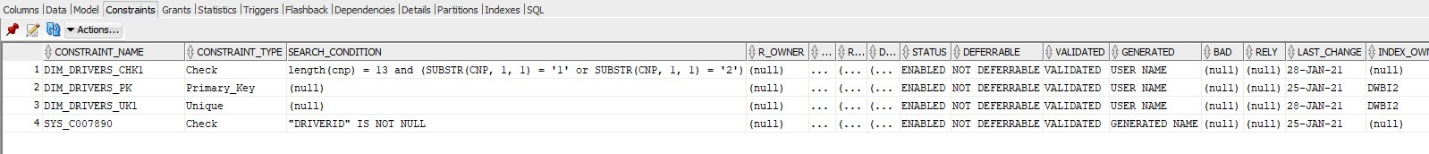 Columns |Data |Model |Constraints |Grants |Statistics |Triggers |Flashback |Dependencies |Details |Partitions |Indexes |SQL
Actions...
CONSTRAINT_NAME CONSTRAINT_TYPE SEARCH_CONDITION R_OWNER ... R... D... STATUS DEFERRABLE VALIDATED GENERATED BAD RELY LAST_CHANGE INDEX_OWN
1 DIM_DRIVERS_CHK1 Check length(cnp) = 13 and (SUBSTR(CNP, 1, 1) = '1' or SUBSTR(CNP, 1, 1) = '2') (null) ... (... (... ENABLED NOT DEFERRABLE VALIDATED USER NAME (null) (null) 28-JAN-21 (null)
2 DIM_DRIVERS_PK Primary_Key (null) (null) ... (... (... ENABLED NOT DEFERRABLE VALIDATED USER NAME (null) (null) 25-JAN-21 DWBI2
3 DIM_DRIVERS_UK1 Unique (null) (null) ... (... (... ENABLED NOT DEFERRABLE VALIDATED USER NAME (null) (null) 28-JAN-21 DWBI2
4 SYS_C007890 Check "DRIVERID" IS NOT NULL (null) ... (... (... ENABLED NOT DEFERRABLE VALIDATED GENERATED NAME (null) (null) 25-JAN-21 (null)